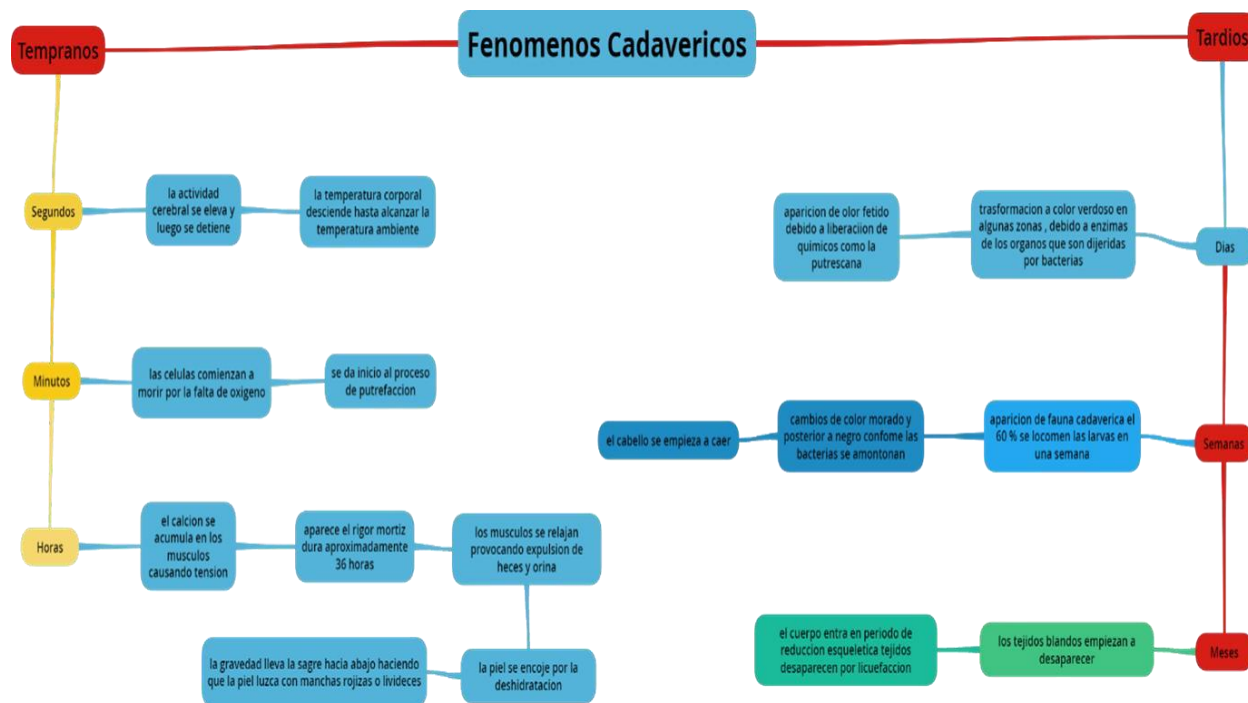 Fenomenos Cadavericos
Tempranos
Segundos
la actividad
cerebral se eleva y
luego se detiene
la temperatura corporal
desciende hasta alcanzar la
temperatura ambiente
Minutos
las celulas comienzan a
morir por la falta de oxigeno
se da inicio al proceso
de putrefaccion
Horas
el calcion se
acumula en los
musculos
causando tension
aparece el rigor mortiz
dura aproximadamente
36 horas
los musculos se relajan
provocando expulsion de
heces y orina
la piel se encoje por la
deshidratacion
la gravedad lleva la sagre hacia abajo haciendo
que la piel luzca con manchas rojizas o livideces
Tardios
Dias
trasformacion a color verdoso en
algunas zonas , debido a enzimas
de los organos que son dijeridas
por bacterias
aparicion de olor fetido
debido a liberaciion de
quimicos como la
putrescana
Semanas
aparicion de fauna cadaverica el
60 % se locomen las larvas en
una semana
cambios de color morado y
posterior a negro confome las
bacterias se amontonan
el cabello se empieza a caer
Meses
los tejidos blandos empiezan a
desaparecer
el cuerpo entra en periodo de
reduccion esqueletica tejidos
desaparecen por licuefaccion